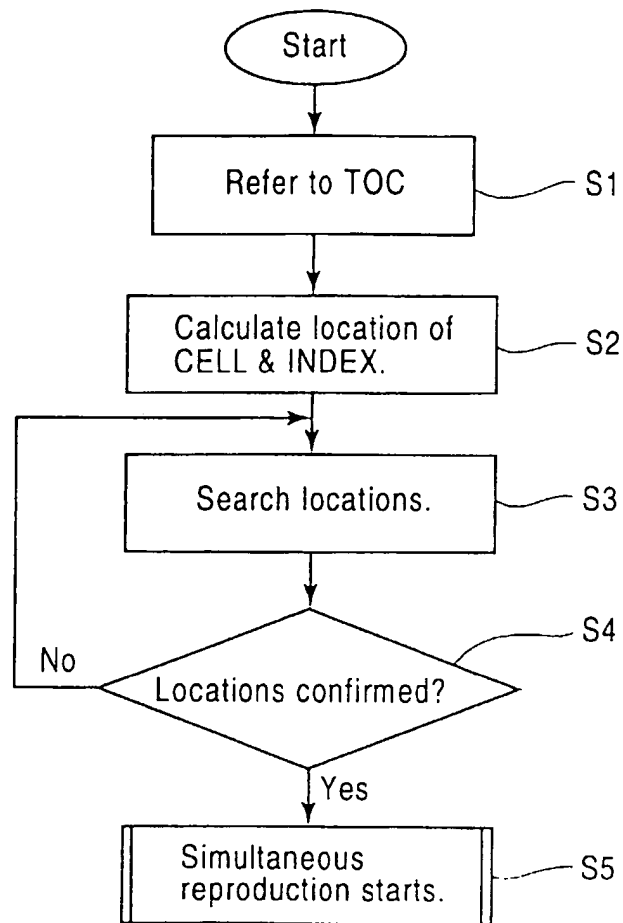 Start
Refer to TOC
S1
Calculate location of
CELL & INDEX.
S2
Search locations.
S3
S4
No
Locations confirmed?
Yes
Simultaneous
reproduction starts.
S5